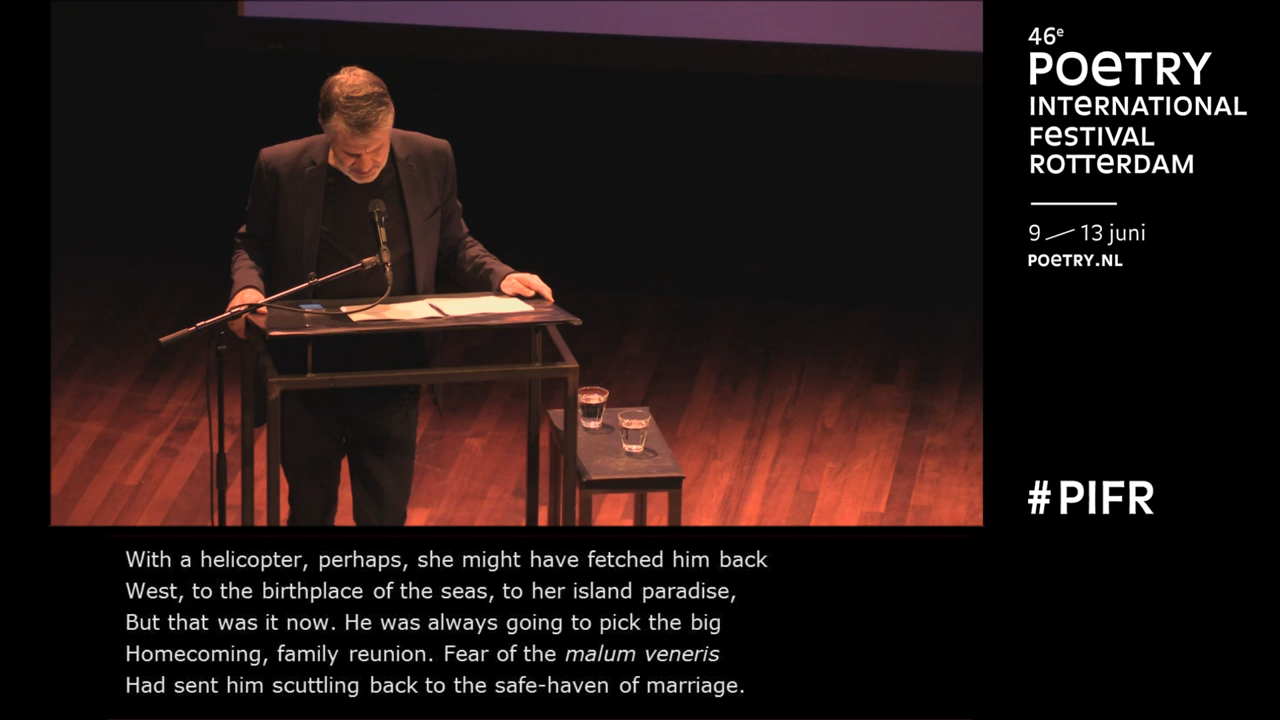 46e
POeTRY
INTeRNATIONAL
FeSTIVAL
ROTTeRDAM
9 — 13 juni
POeTRY.NL
#PIFR
With a helicopter, perhaps, she might have fetched him back
West, to the birthplace of the seas, to her island paradise,
But that was it now. He was always going to pick the big
Homecoming, family reunion. Fear of the malum veneris
Had sent him scuttling back to the safe-haven of marriage.